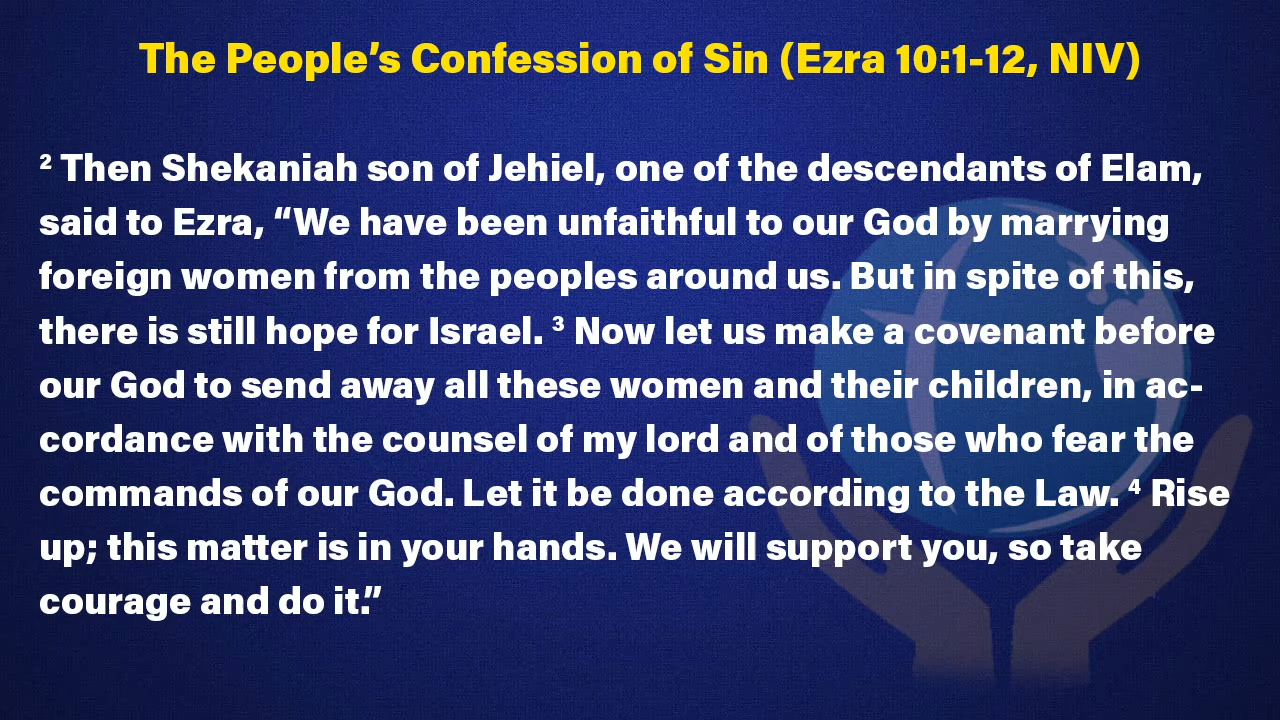 The People’s Confession of Sin (Ezra 10:1-12, NIV)
² Then Shekaniah son of Jehiel, one of the descendants of Elam,
said to Ezra, “We have been unfaithful to our God by marrying
foreign women from the peoples around us. But in spite of this,
there is still hope for Israel. ³ Now let us make a covenant before
our God to send away all these women and their children, in ac-
cordance with the counsel of my lord and of those who fear the
commands of our God. Let it be done according to the Law. ⁴ Rise
up; this matter is in your hands. We will support you, so take
courage and do it.”